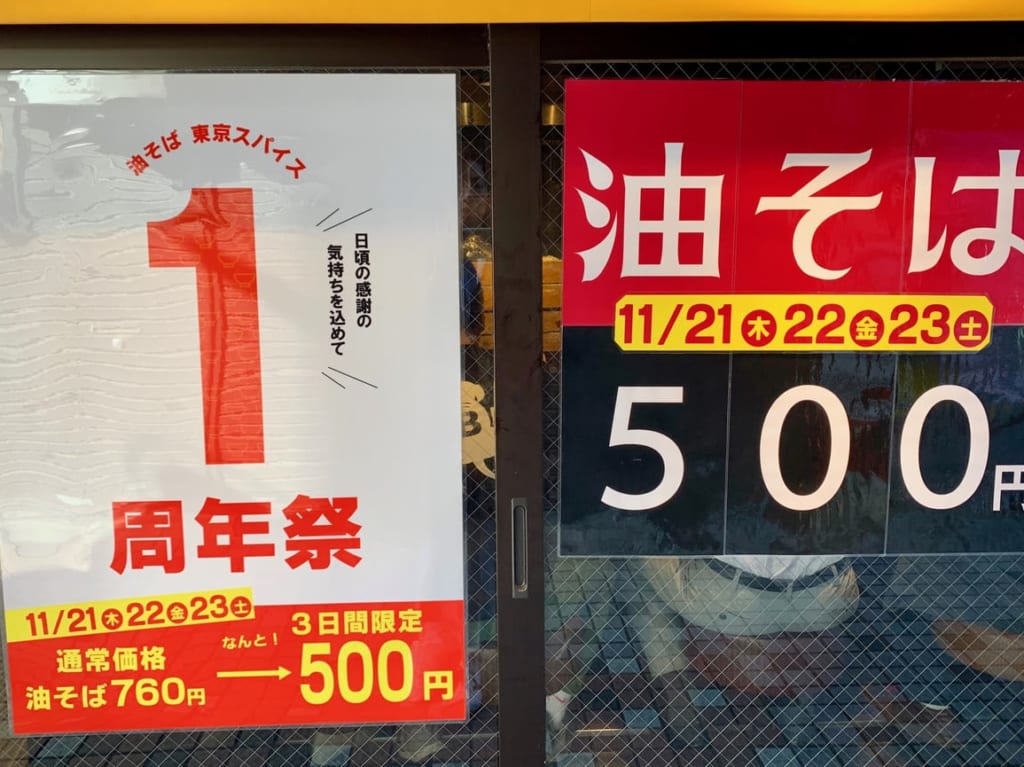 油そば 東京スパイス
1
日頃の感謝の
気持ちを込めて
周年祭
11/21木22金23土
通常価格
油そば760円
なんと！
3日間限定
500円
油そば
11/21木22金23土
500円